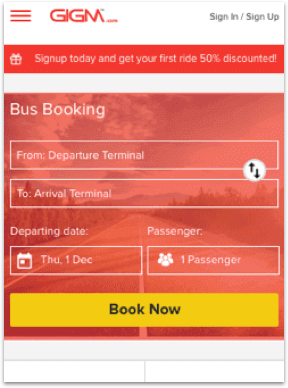 GIGM.com
Sign In / Sign Up
Signup today and get your first ride 50% discounted!
Bus Booking
From: Departure Terminal
To: Arrival Terminal
Departing date: Passenger:
Thu, 1 Dec 1 Passenger
Book Now